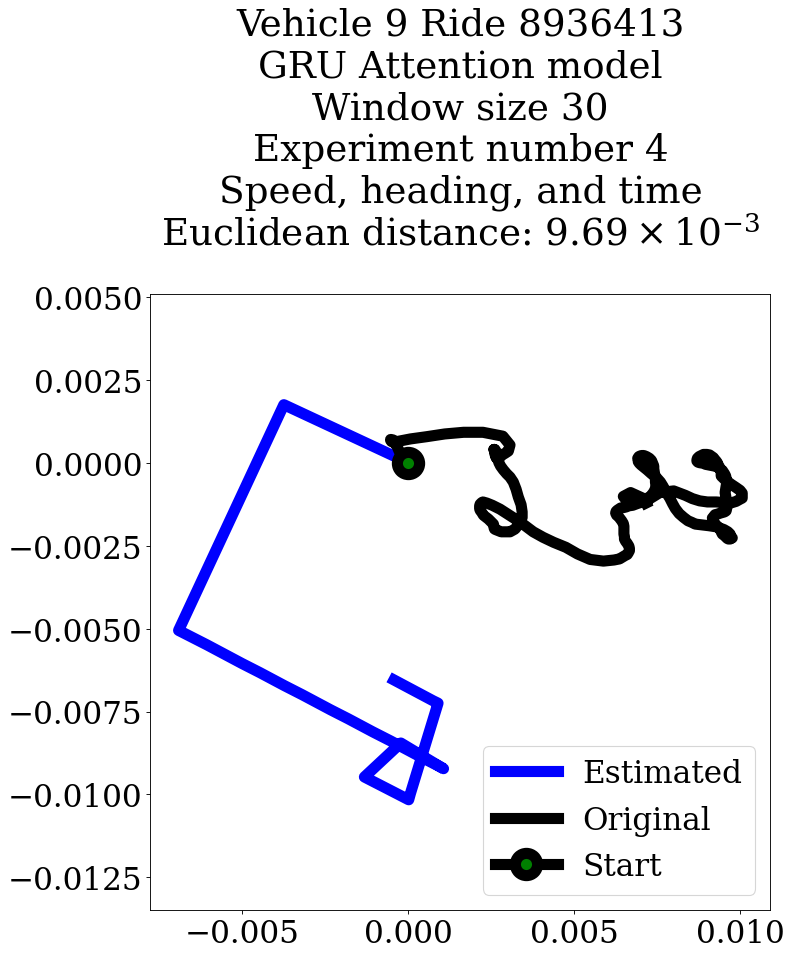 Vehicle 9 Ride 8936413
GRU Attention model
Window size 30
Experiment number 4
Speed, heading, and time
Euclidean distance: 9.69 × 10⁻³
0.0050
0.0025
0.0000
−0.0025
−0.0050
−0.0075
−0.0100
−0.0125
Estimated
Original
Start
−0.005 0.000 0.005 0.010